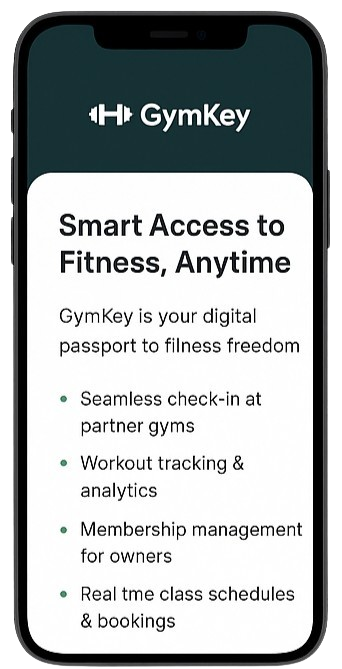 GymKey
Smart Access to
Fitness, Anytime
GymKey is your digital
passport to filness freedom
Seamless check-in at
partner gyms
Workout tracking &
analytics
Membership management
for owners
Real tme class schedules
& bookings